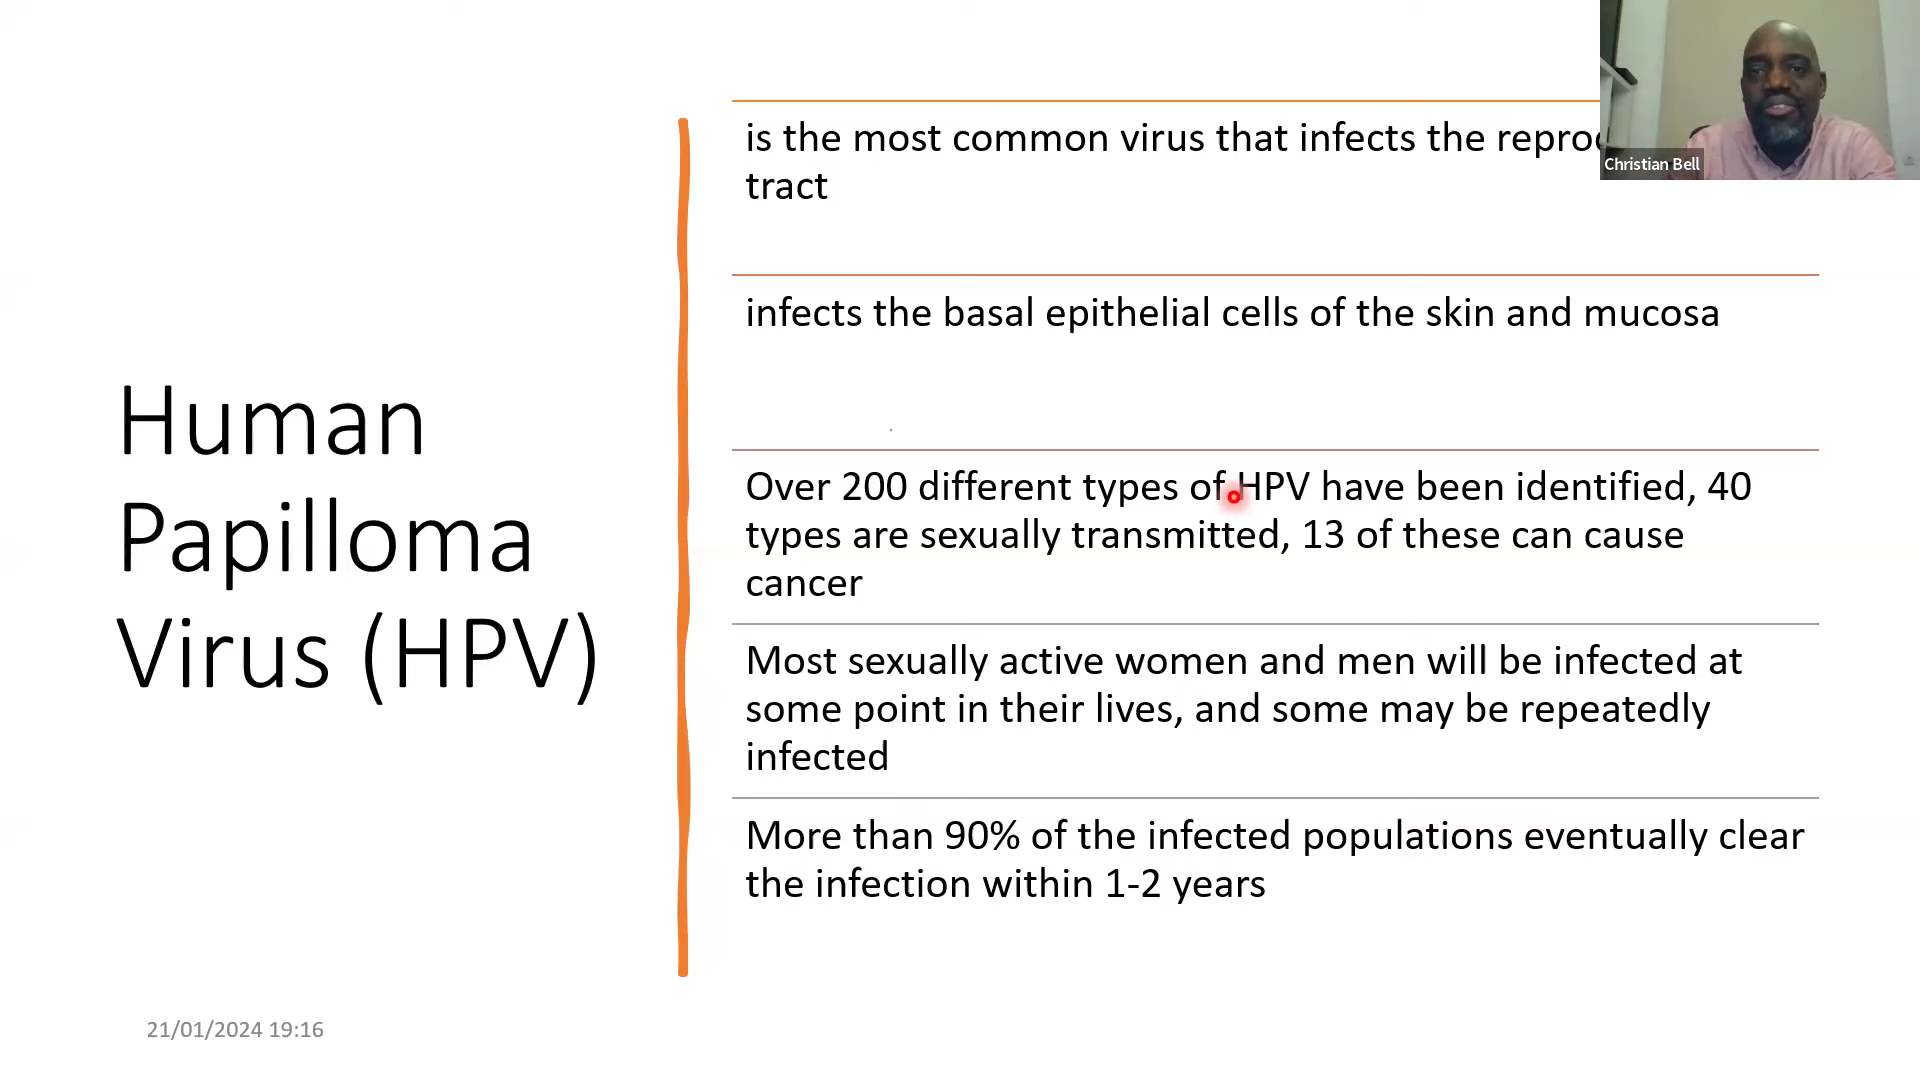 Human
Papilloma
Virus (HPV)
is the most common virus that infects the
tract
infects the basal epithelial cells of the skin and mucosa
Over 200 different types of HPV have been identified, 40
types are sexually transmitted, 13 of these can cause
cancer
Most sexually active women and men will be infected at
some point in their lives, and some may be repeatedly
infected
More than 90% of the infected populations eventually clear
the infection within 1-2 years
Christian Bell
21/01/2024 19:16